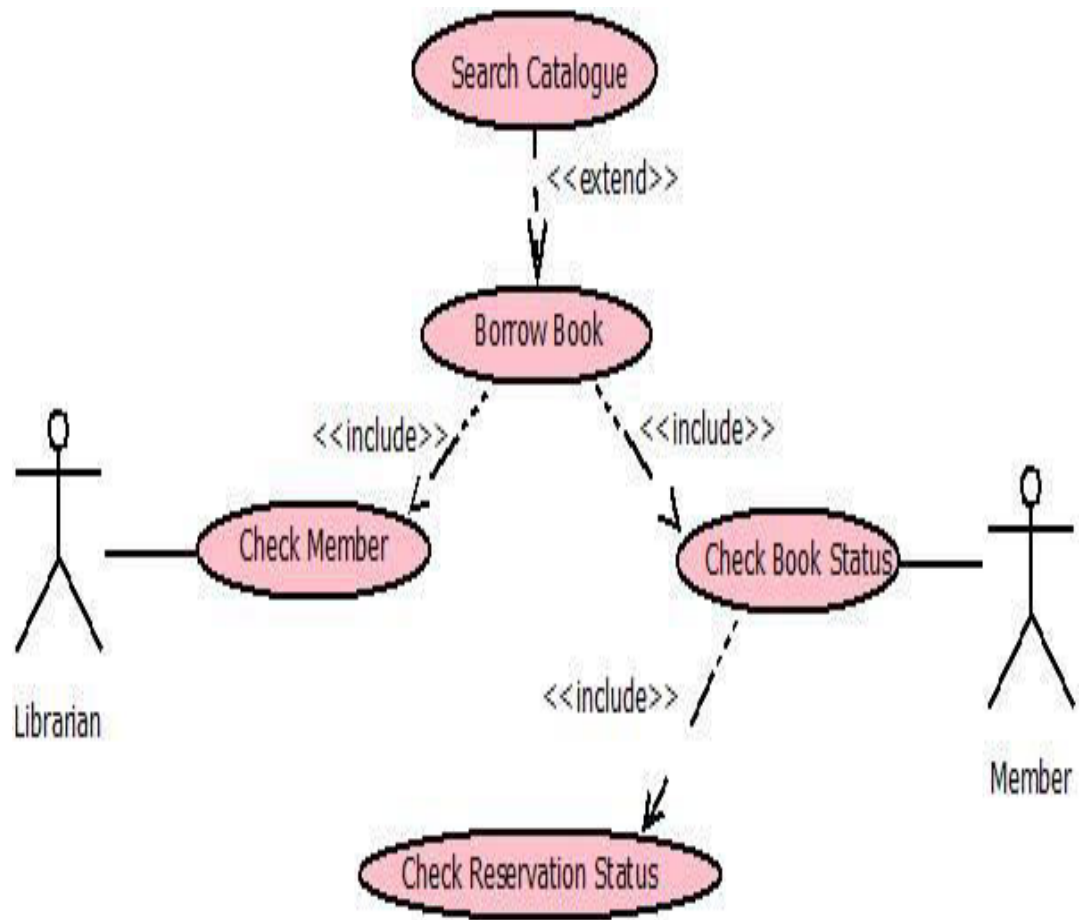 Search Catalogue
<<extend>>
Borrow Book
<<include>>
<<include>>
Check Member
Check Book Status
<<include>>
Librarian
Member
Check Reservation Status